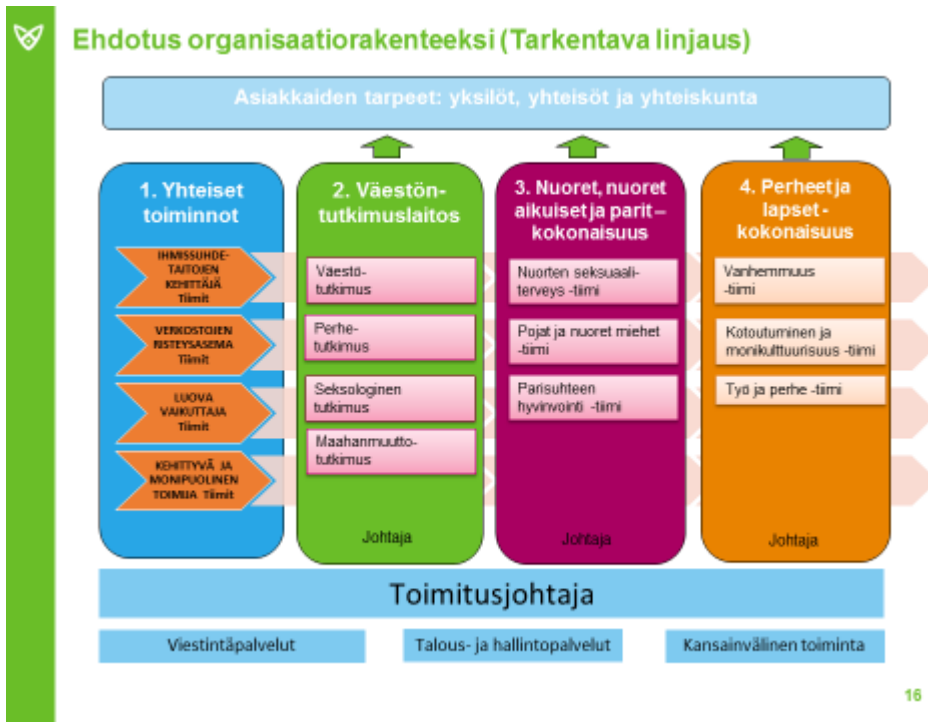 Ehdotus organisaatiorakenteeksi (Tarkentava linjaus)
Asiakkaiden tarpeet: yksilöt, yhteisöt ja yhteiskunta
1. Yhteiset
toiminnot
IHMISSUHDE-
TAITOJEN
KEHITTÄJÄ
Tiimit
VERKOSTOJEN
RISTEYSASEMA
Tiimit
LUOVA
VAIKUTTAJA
Tiimit
KEHITTYVÄ JA
MONIPUOLINEN
TOIMIJA Tiimit
2. Väestön-
tutkimuslaitos
Väestö-
tutkimus
Perhe-
tutkimus
Seksologinen
tutkimus
Maahanmuutto-
tutkimus
Johtaja
3. Nuoret, nuoret
aikuiset ja parit –
kokonaisuus
Nuorten seksuaali-
terveys -tiimi
Pojat ja nuoret miehet
-tiimi
Parisuhteen
hyvinvointi -tiimi
Johtaja
4. Perheet ja
lapset -
kokonaisuus
Vanhemmuus
-tiimi
Kotoutuminen ja
monikulttuurisuus -tiimi
Työ ja perhe -tiimi
Johtaja
Toimitusjohtaja
Viestintäpalvelut
Talous- ja hallintopalvelut
Kansainvälinen toiminta
16